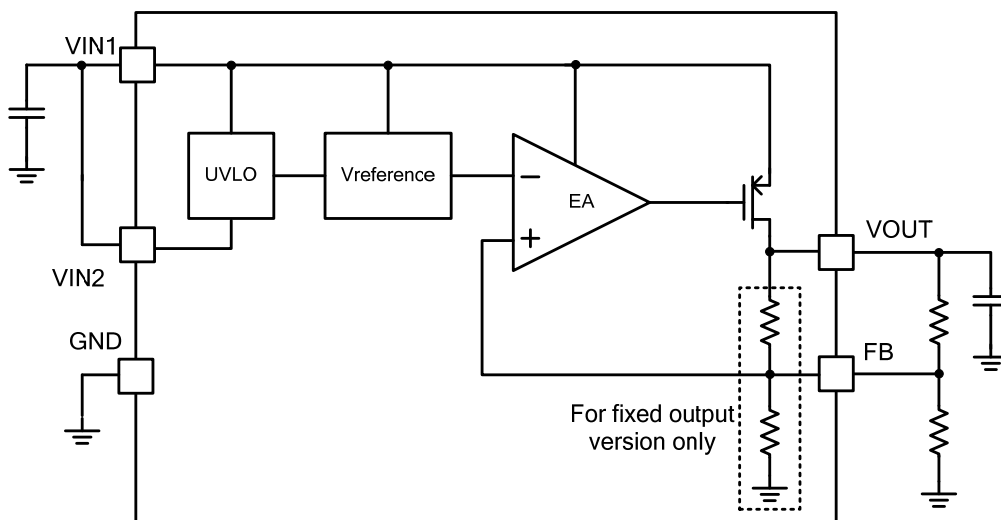 VIN1
UVLO
Vreference
−
EA
+
VOUT
VIN2
GND
FB
For fixed output
version only